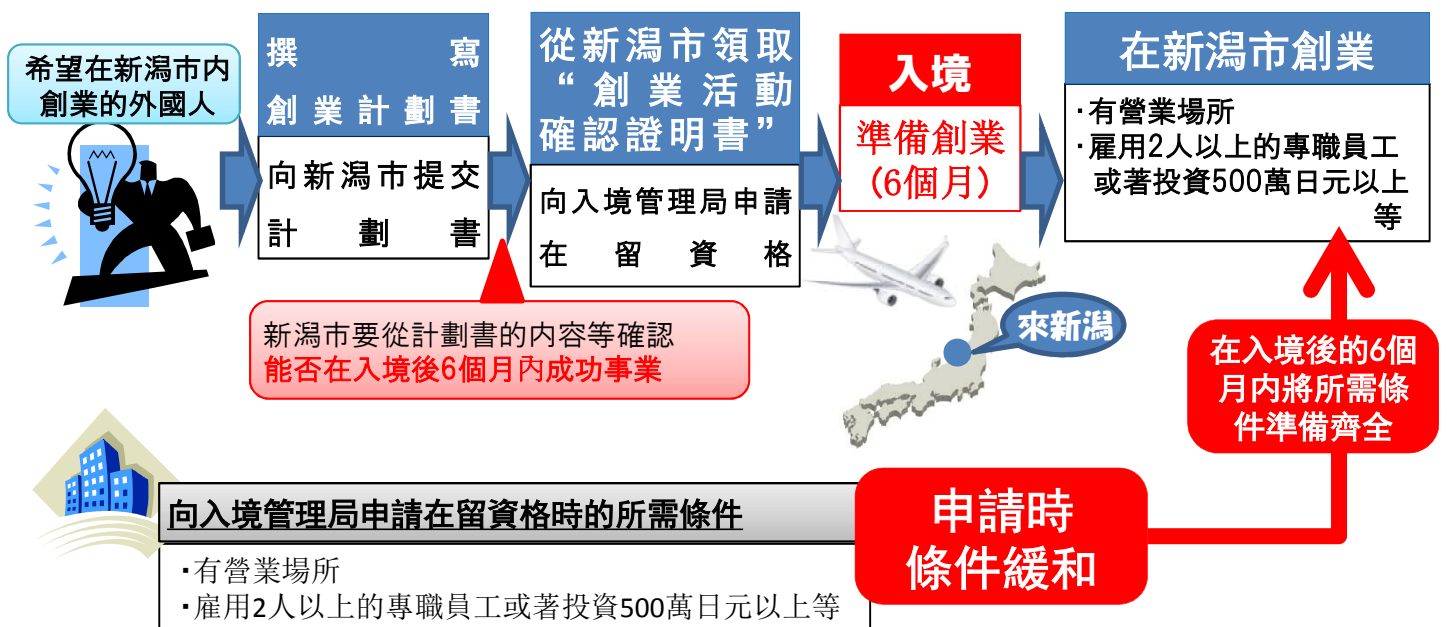 希望在新潟市内
創業的外國人
撰寫
創業計劃書
向新潟市提交
計劃書
從新潟市領取
“創業活動
確認證明書”
向入境管理局申請
在留資格
入境
準備創業
(6個月)
在新潟市創業
・有營業場所
・雇用2人以上的專職員工
或著投資500萬日元以上
等
新潟市要從計劃書的内容等確認
能否在入境後6個月内成功事業
來新潟
在入境後的6個
月内將所需條
件準備齊全
向入境管理局申請在留資格時的所需條件
・有營業場所
・雇用2人以上的專職員工或著投資500萬日元以上等
申請時
條件緩和